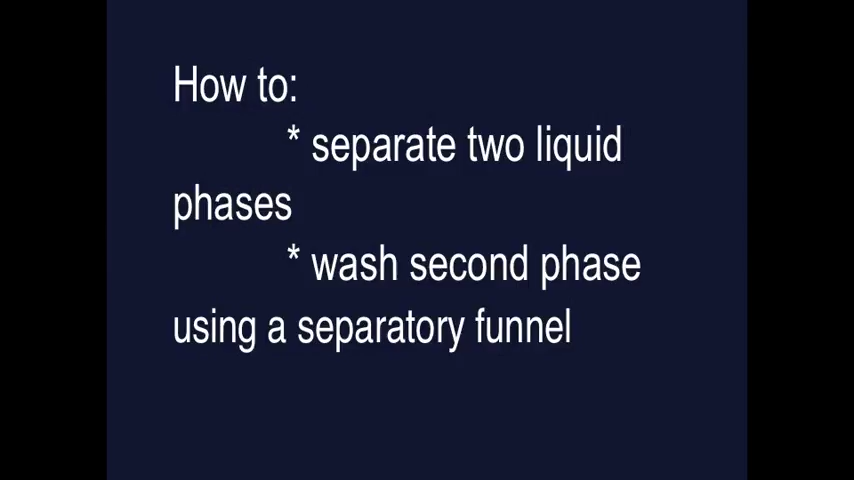 How to:
* separate two liquid
phases
* wash second phase
using a separatory funnel